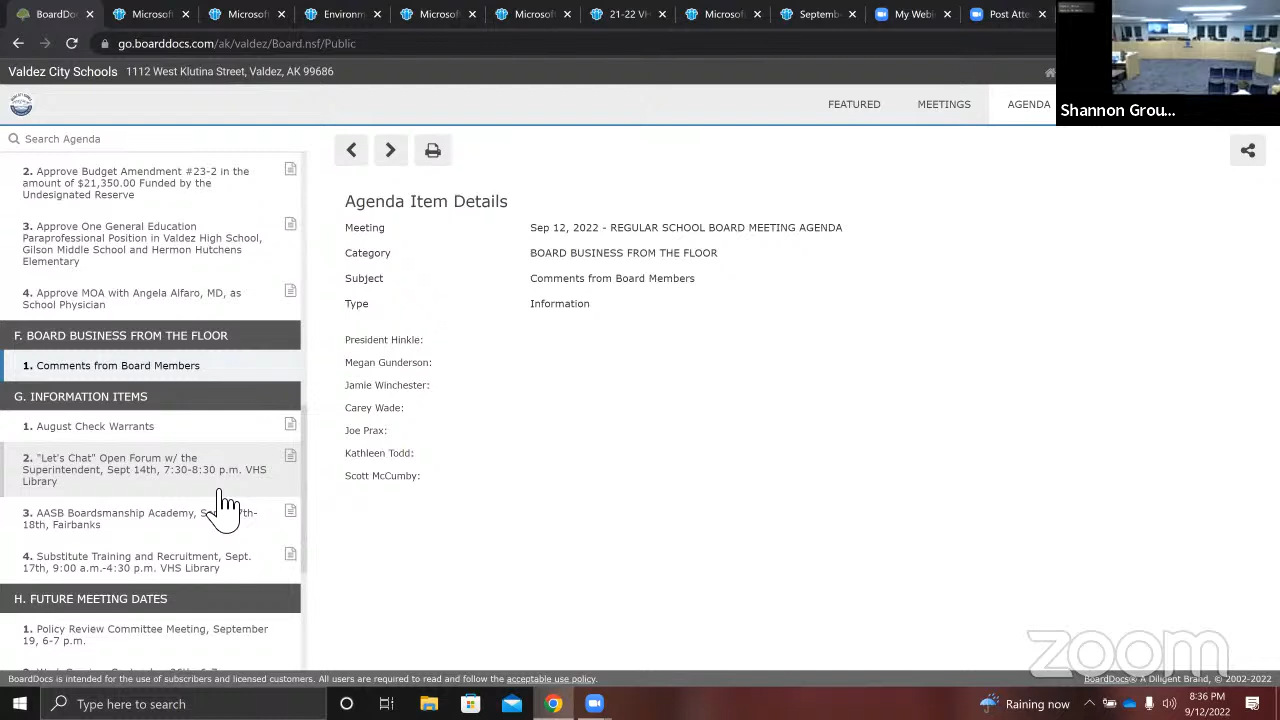 BoardDoc
Microsoft
Microsoft
Environ
Microsoft
Micros
My Webi
Post Atte
go.boarddocs.com/ak/valdez/Board.nsf/Public
Valdez City Schools 1112 West Klutina Street, Valdez, AK 99686
Shannon Grou...
FEATURED MEETINGS AGENDA
Search Agenda
2. Approve Budget Amendment #23-2 in the
amount of $21,350.00 Funded by the
Undesignated Reserve
3. Approve One General Education
Paraprofessional Position in Valdez High School,
Gilson Middle School and Hermon Hutchens
Elementary
4. Approve MOA with Angela Alfaro, MD, as
School Physician
F. BOARD BUSINESS FROM THE FLOOR
1. Comments from Board Members
G. INFORMATION ITEMS
1. August Check Warrants
2. "Let's Chat" Open Forum w/ the
Superintendent, Sept 14th, 7:30-8:30 p.m. VHS
Library
3. AASB Boardsmanship Academy, 7th-
18th, Fairbanks
4. Substitute Training and Recruitment, Sept.
17th, 9:00 a.m.-4:30 p.m. VHS Library
H. FUTURE MEETING DATES
1. Policy Review Committee Meeting, September
19, 6-7 p.m.
Agenda Item Details
Meeting Sep 12, 2022 - REGULAR SCHOOL BOARD MEETING AGENDA
Category BOARD BUSINESS FROM THE FLOOR
Subject Comments from Board Members
Type Information
President Hinkle:
Megan Gunderson:
Jamie Winchester:
Carey Wade:
Joe Prax:
Kathleen Todd:
Scott McCumby:
zoom
BoardDocs is intended for the use of subscribers and licensed customers. All users are required to read and follow the acceptable use policy.
BoardDocs® A Diligent Brand, © 2002-2022
Type here to search
Raining now
8:36 PM
9/12/2022